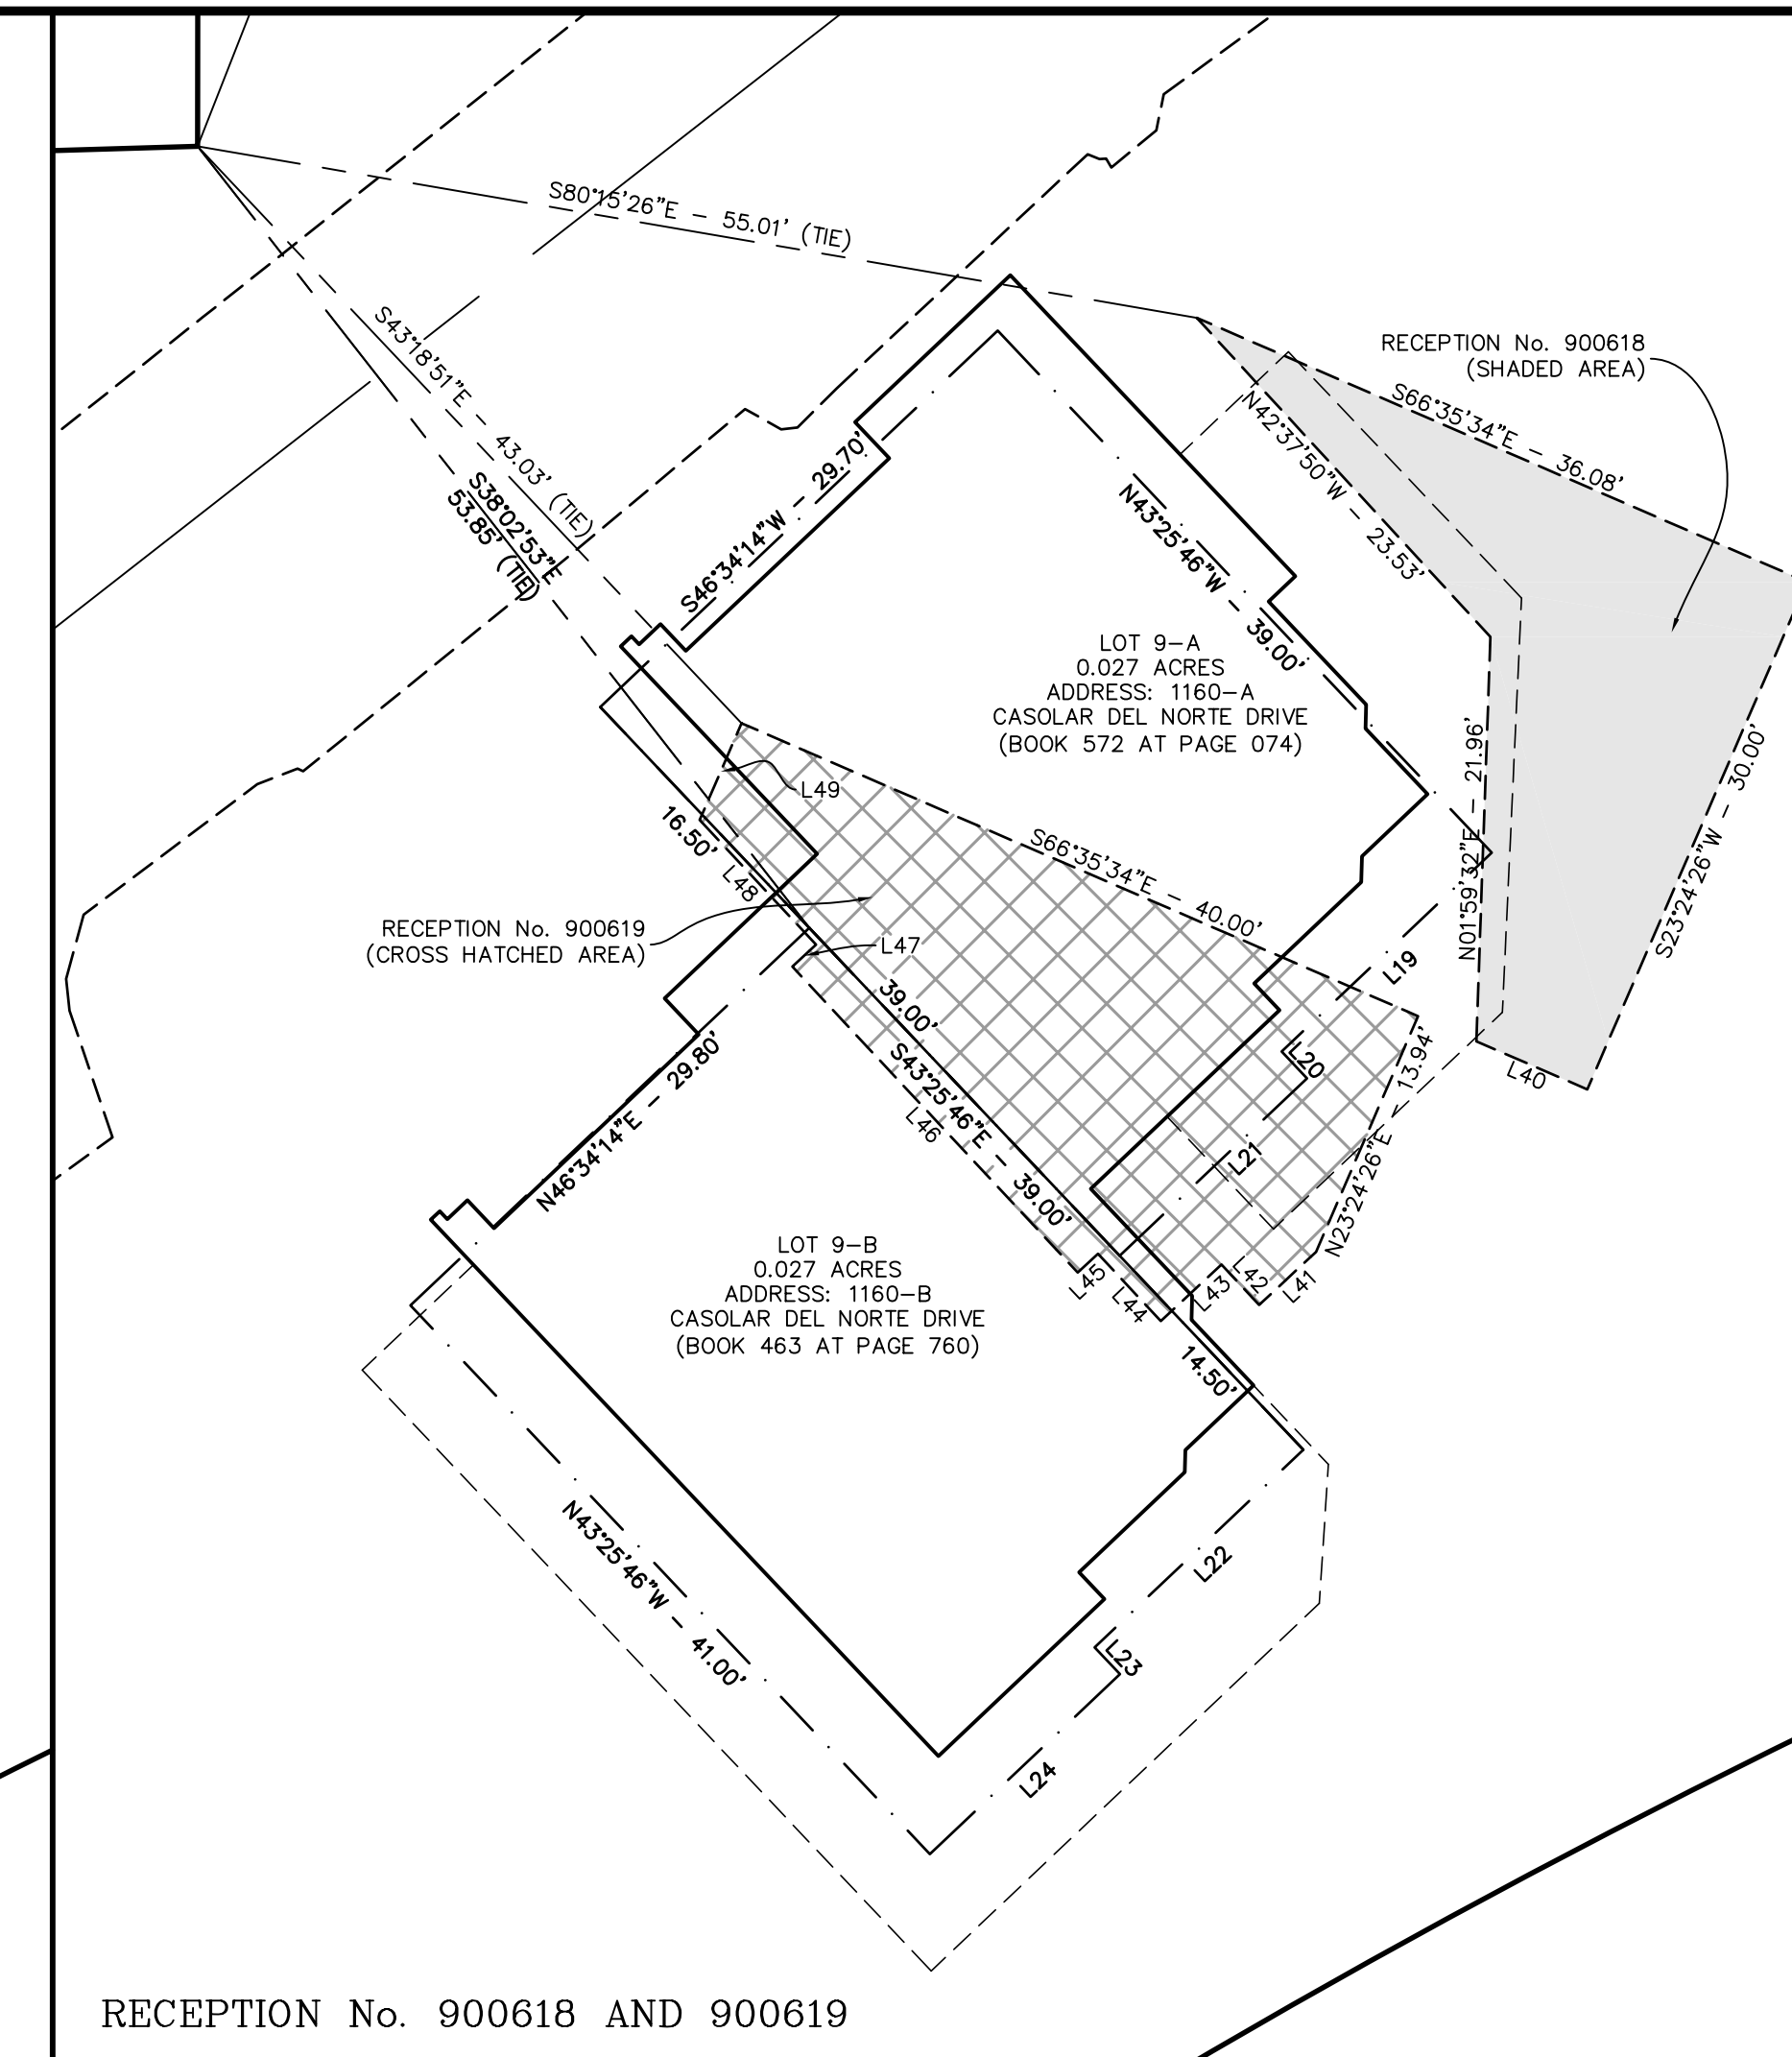 S80°15'26"E - 55.01' (TIE)
S43°18'51"E - 43.03' (TIE)
S38°02'53"E
53.85' (TIE)
RECEPTION No. 900618
(SHADED AREA)
S66°35'34"E - 36.08'
N42°37'50"W - 23.53'
S46°34'14"W - 29.70'
N43°25'46"W - 39.00'
LOT 9-A
0.027 ACRES
ADDRESS: 1160-A
CASOLAR DEL NORTE DRIVE
(BOOK 572 AT PAGE 074)
N01°59'32"E - 21.96'
S23°24'26"W - 30.00'
L49
16.50'
L48
S66°35'34"E - 40.00'
RECEPTION No. 900619
(CROSS HATCHED AREA)
L47
L19
39.00'
S43°25'46"E - 39.00'
L46
L20
L40
N23°24'26"E - 13.94'
L21
N46°34'14"E - 29.80'
L45
L44
L43
L42
L41
LOT 9-B
0.027 ACRES
ADDRESS: 1160-B
CASOLAR DEL NORTE DRIVE
(BOOK 463 AT PAGE 760)
14.50'
N43°25'46"W - 41.00'
L22
L23
L24
RECEPTION No. 900618 AND 900619